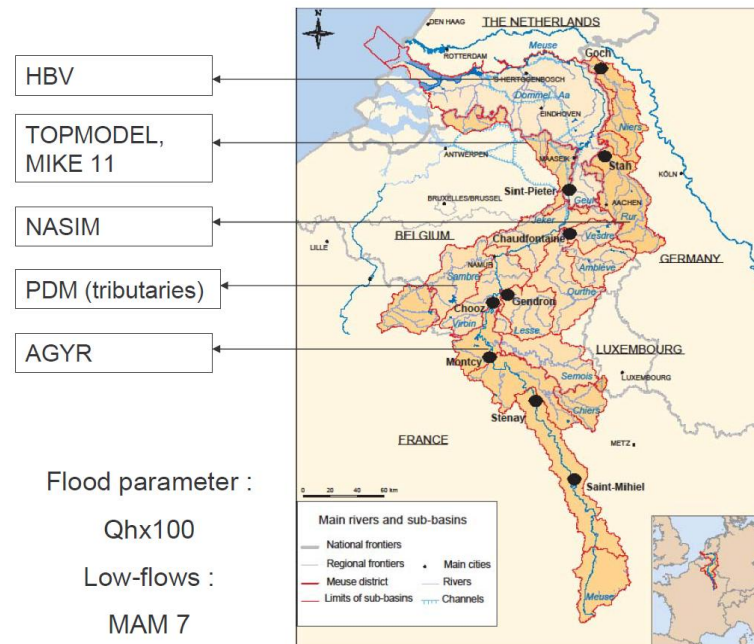 HBV
TOPMODEL,
MIKE 11
NASIM
PDM (tributaries)
AGYR
Flood parameter :
Qhx100
Low-flows :
MAM 7
DEN HAAG
THE NETHERLANDS
ROTTERDAM
Meuse
Goch
S-HERTOGENBOSCH
Dommel
Aa
EINDHOVEN
Niers
ANTWERPEN
MAASEIK
Stah
KÖLN
Sint-Pieter
Geul
BRUXELLES/BRUSSEL
AACHEN
Jeker
Rur
BELGIUM
Chaudfontaine
Vesdre
LILLE
GERMANY
NAMUR
Amblève
Sambre
Ourthe
Gendron
Chooz
Viroin
Lesse
LUXEMBOURG
Montcy
Semois
LUXEMBOURG
Stenay
Chiers
FRANCE
METZ
Saint-Mihiel
0 20 40 60 km
Meuse
Main rivers and sub-basins
National frontiers
Regional frontiers
Main cities
Meuse district
Rivers
Limits of sub-basins
Channels